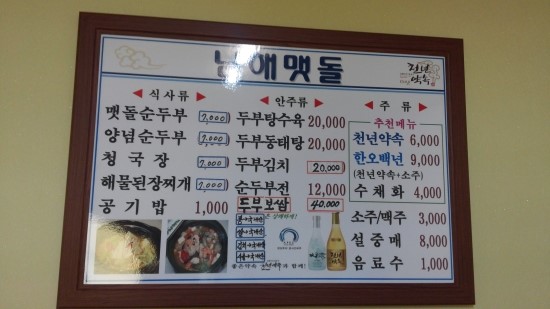 남해맷돌
천년약속
◀ 식사류 ▶
맷돌순두부 7,000
양념순두부 7,000
청국장 7,000
해물된장찌개 7,000
공기밥 1,000
◀ 안주류 ▶
두부탕수육 20,000
두부동태탕 20,000
두부김치 20,000
순두부전 12,000
두부보쌈 40,000
◀ 주류 ▶
추천메뉴
천년약속 6,000
한오백년 9,000
(천년약속+소주)
수채화 4,000
소주/맥주 3,000
설중매 8,000
음료수 1,000